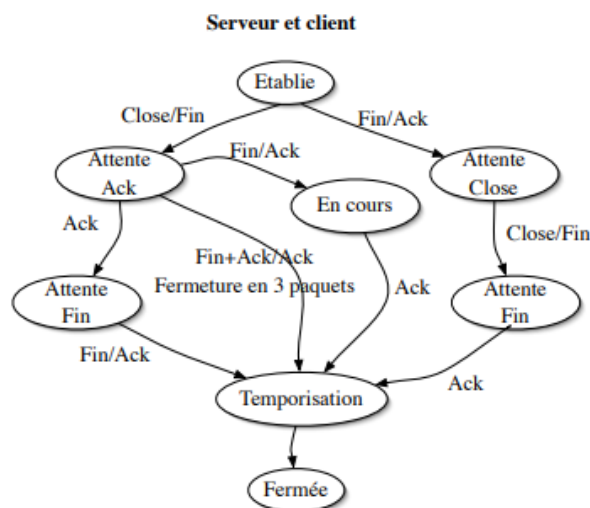 Serveur et client
Etablie
Close/Fin
Fin/Ack
Attente
Ack
Fin/Ack
Attente
Close
En cours
Ack
Close/Fin
Fin+Ack/Ack
Fermeture en 3 paquets
Ack
Attente
Fin
Attente
Fin
Fin/Ack
Ack
Temporisation
Fermée